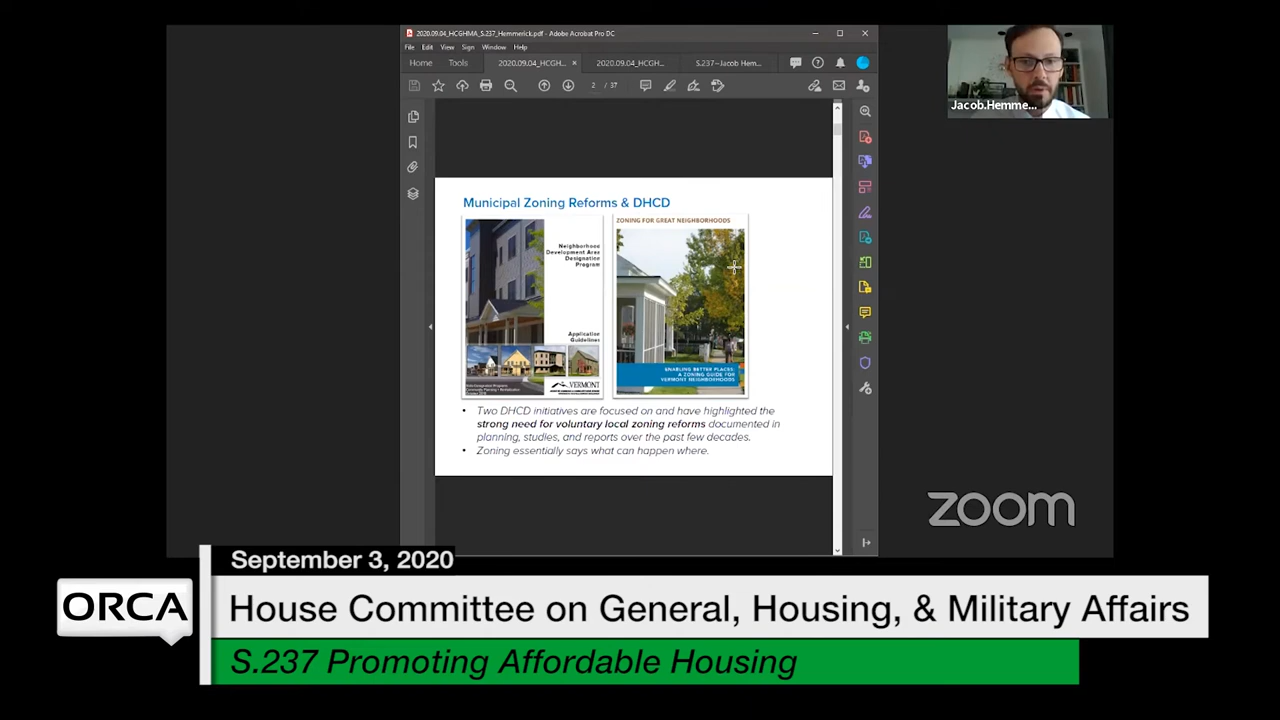 2020.09.04_HCGHMA_S.237_Hemmerick.pdf - Adobe Acrobat Pro DC
File Edit View Sign Window Help
Home Tools 2020.09.04_HCGH... × 2020.09.04_HCGH... S.237~Jacob Hem...
2 / 37
Jacob.Hemme...
Municipal Zoning Reforms & DHCD
Neighborhood
Development Area
Designation
Program
Application
Guidelines
VERMONT
ZONING FOR GREAT NEIGHBORHOODS
ENABLING BETTER PLACES:
A ZONING GUIDE FOR
VERMONT NEIGHBORHOODS
• Two DHCD initiatives are focused on and have highlighted the
strong need for voluntary local zoning reforms documented in
planning, studies, and reports over the past few decades.
• Zoning essentially says what can happen where.
zoom
September 3, 2020
ORCA
House Committee on General, Housing, & Military Affairs
S.237 Promoting Affordable Housing